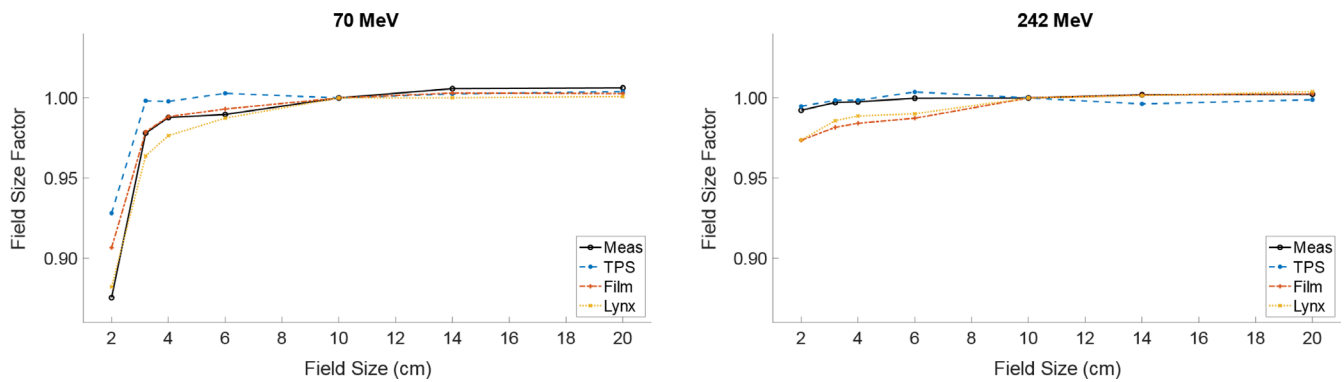 70 MeV
Field Size Factor
1.00
0.95
0.90
2 4 6 8 10 12 14 16 18 20
Field Size (cm)
Meas
TPS
Film
Lynx
242 MeV
Field Size Factor
1.00
0.95
0.90
2 4 6 8 10 12 14 16 18 20
Field Size (cm)
Meas
TPS
Film
Lynx